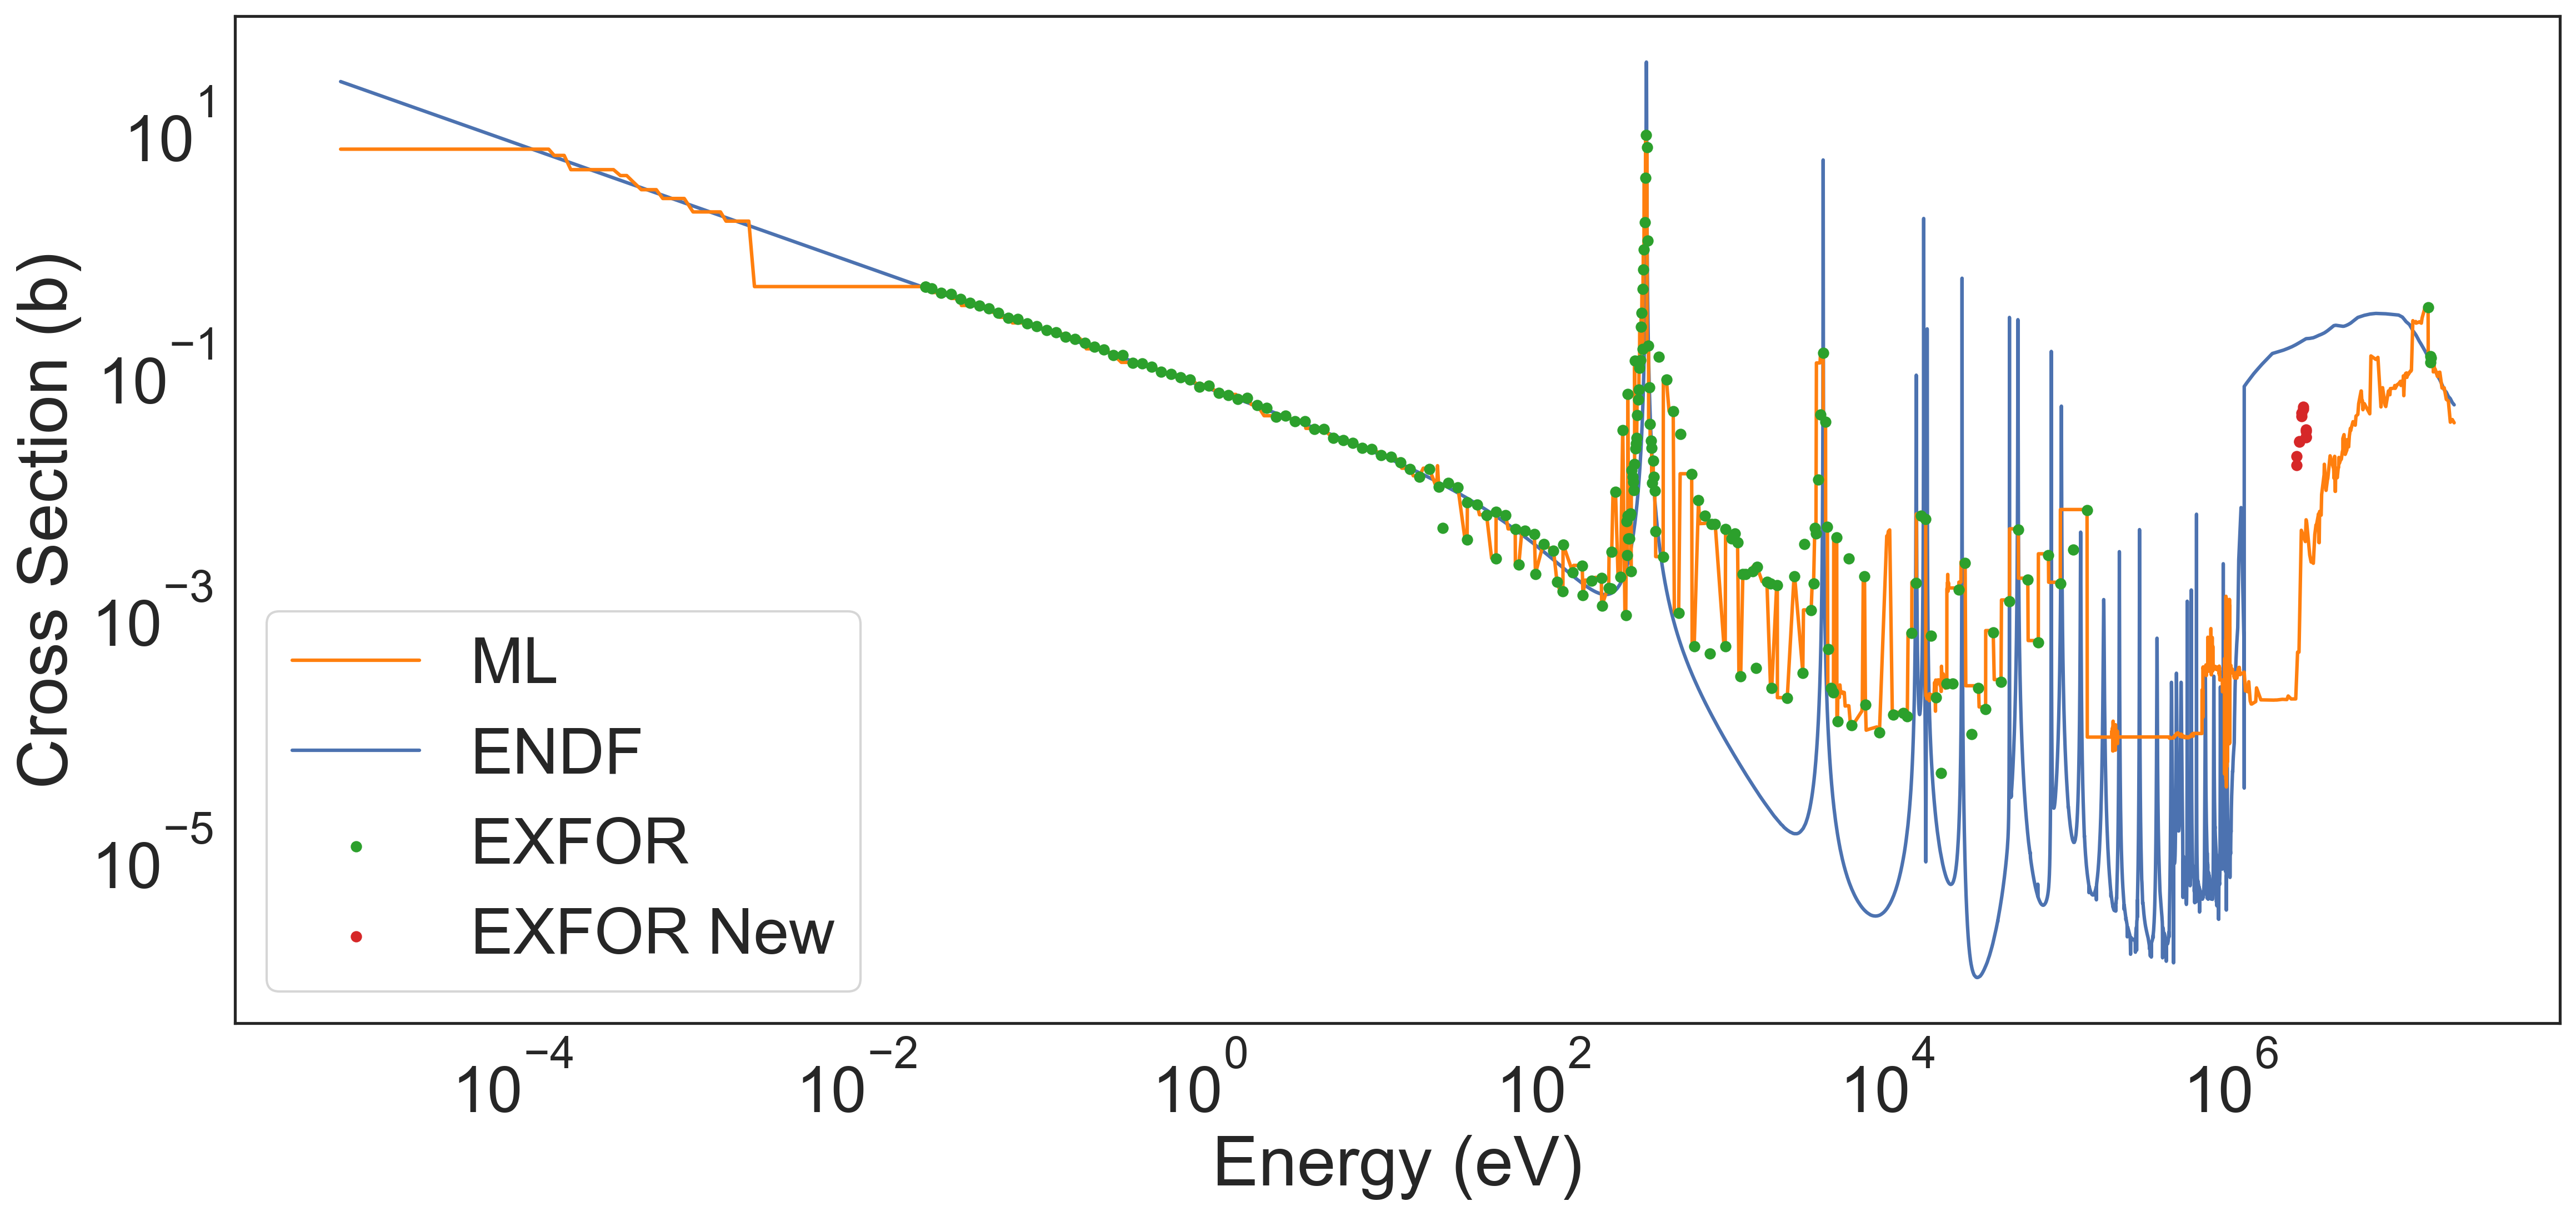 10^1
10^−1
10^−3
10^−5
Cross Section (b)
ML
ENDF
EXFOR
EXFOR New
10^−4 10^−2 10^0 10^2 10^4 10^6
Energy (eV)